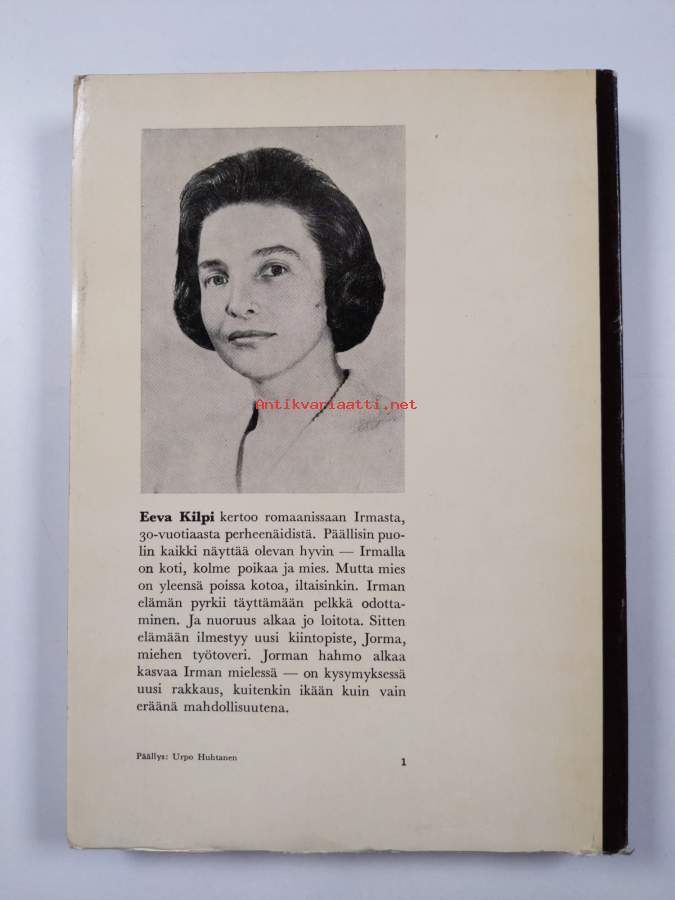 Antikvariaatti.net
Eeva Kilpi kertoo romaanissaan Irmasta,
30-vuotiaasta perheenäidistä. Päällisin puo-
lin kaikki näyttää olevan hyvin — Irmalla
on koti, kolme poikaa ja mies. Mutta mies
on yleensä poissa kotoa, iltaisinkin. Irman
elämän pyrkii täyttämään pelkkä odotta-
minen. Ja nuoruus alkaa jo loitota. Sitten
elämään ilmestyy uusi kiintopiste, Jorma,
miehen työtoveri. Jorman hahmo alkaa
kasvaa Irman mielessä — on kysymyksessä
uusi rakkaus, kuitenkin ikään kuin vain
eräänä mahdollisuutena.
Päällys: Urpo Huhtanen 1